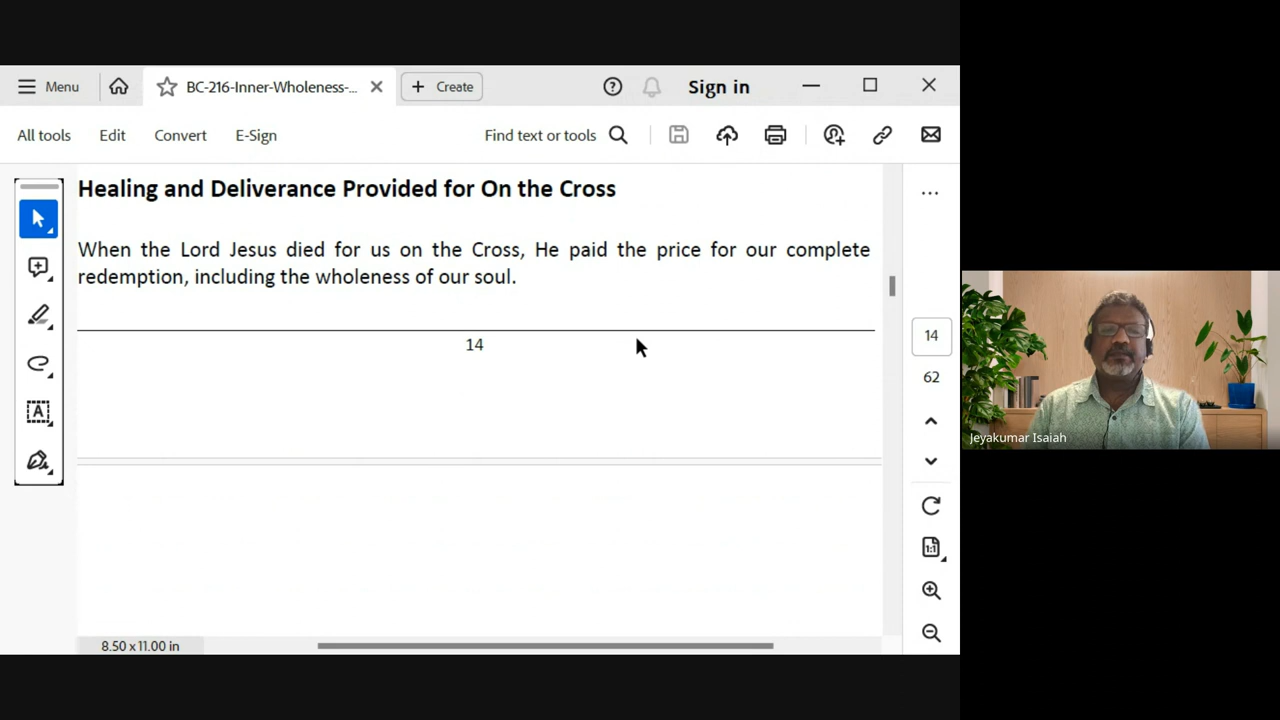 Menu
BC-216-Inner-Wholeness-...
Create
Sign in
All tools Edit Convert E-Sign Find text or tools
Healing and Deliverance Provided for On the Cross
When the Lord Jesus died for us on the Cross, He paid the price for our complete
redemption, including the wholeness of our soul.
14
14
62
1:1
8.50 x 11.00 in
Jeyakumar Isaiah